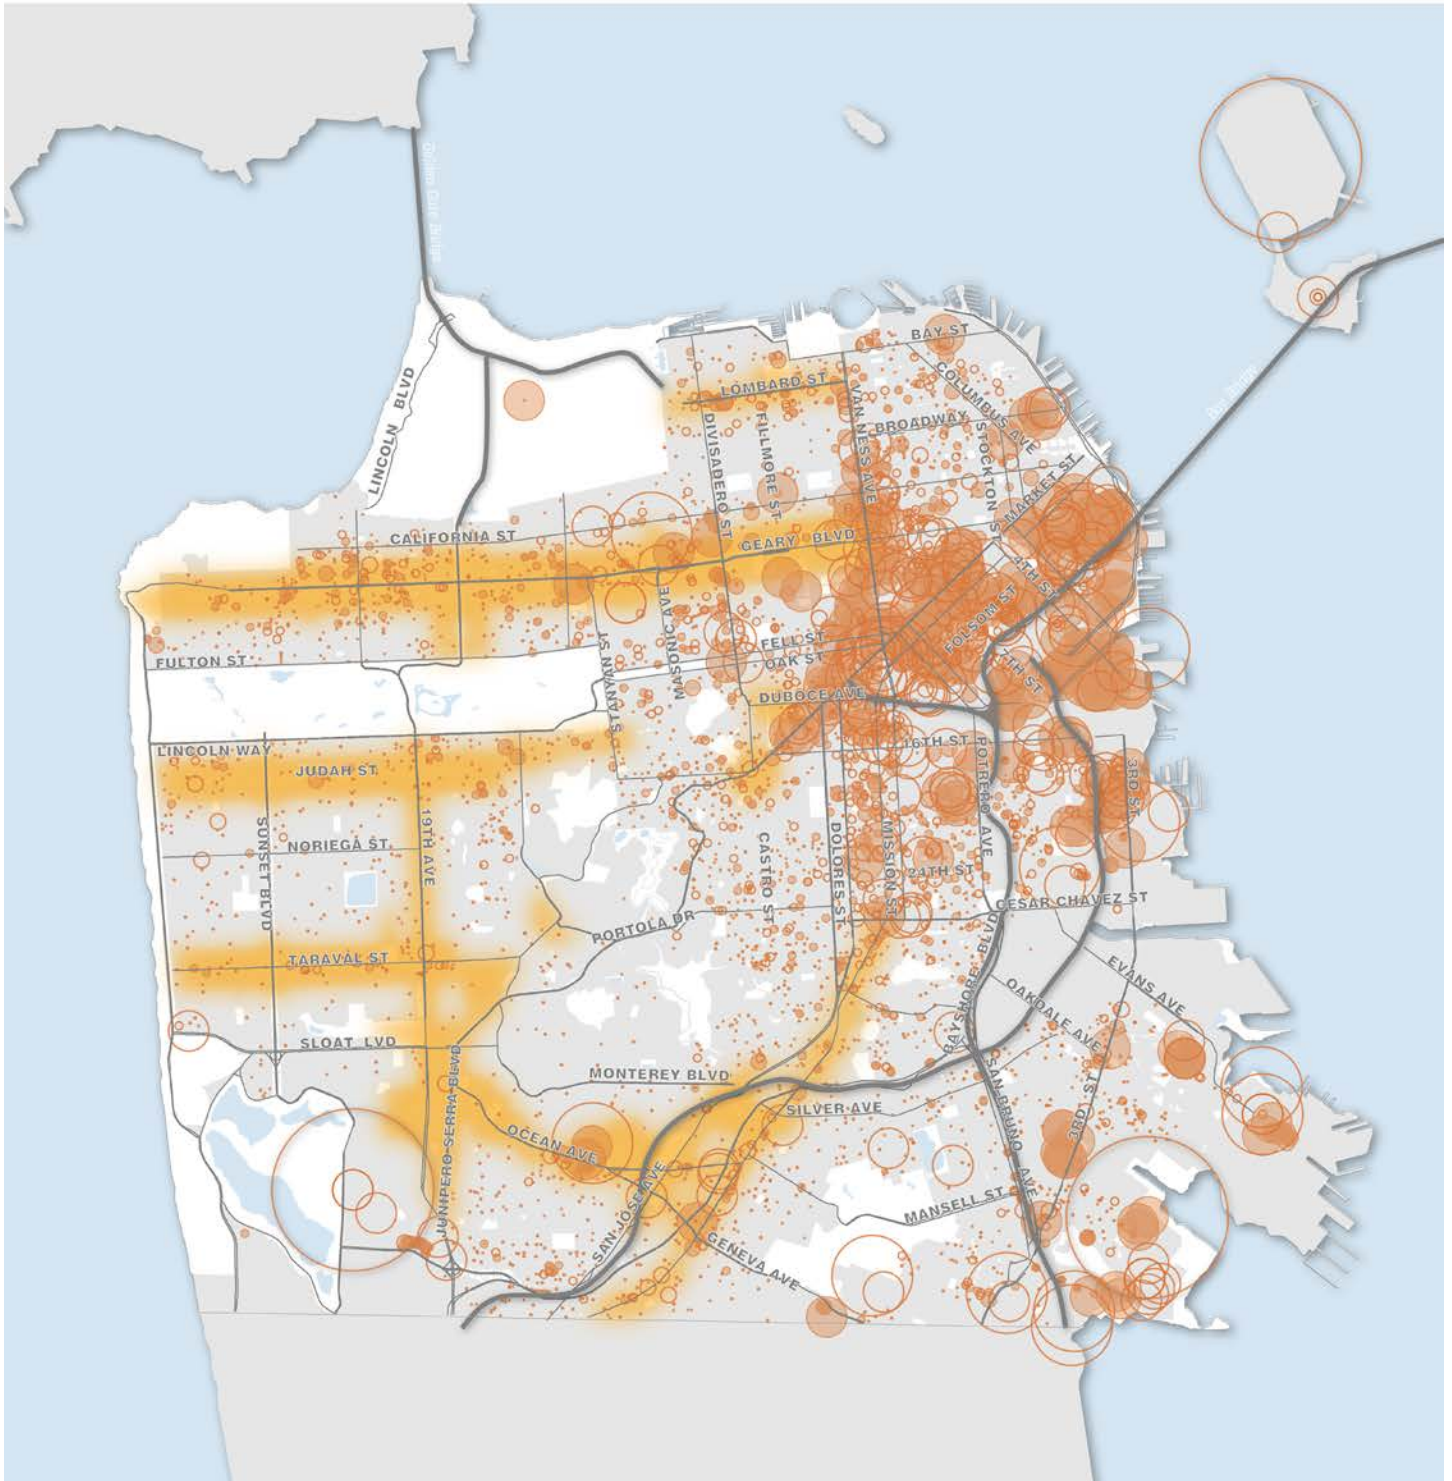 Golden Gate Bridge
Bay Bridge
BAY ST
LOMBARD ST
COLUMBUS AVE
LINCOLN BLVD
VAN NESS AVE
BROADWAY
DIVISADERO ST
FILLMORE ST
STOCKTON ST
MARKET ST
CALIFORNIA ST
GEARY BLVD
4TH ST
FOLSOM ST
MASONIC AVE
FELL ST
OAK ST
FULTON ST
STANYAN ST
7TH ST
DUBOCE AVE
LINCOLN WAY
16TH ST
JUDAH ST
POTRERO AVE
3RD ST
SUNSET BLVD
19TH AVE
NORIEGA ST
CASTRO ST
DOLORES ST
MISSION ST
24TH ST
CESAR CHAVEZ ST
PORTOLA DR
TARAVAL ST
BAYSHORE BLVD
EVANS AVE
OAKDALE AVE
SLOAT LVD
MONTEREY BLVD
JUNIPERO SERRA BLVD
SILVER AVE
SAN BRUNO AVE
3RD ST
OCEAN AVE
SAN JOSE AVE
MANSELL ST
GENEVA AVE